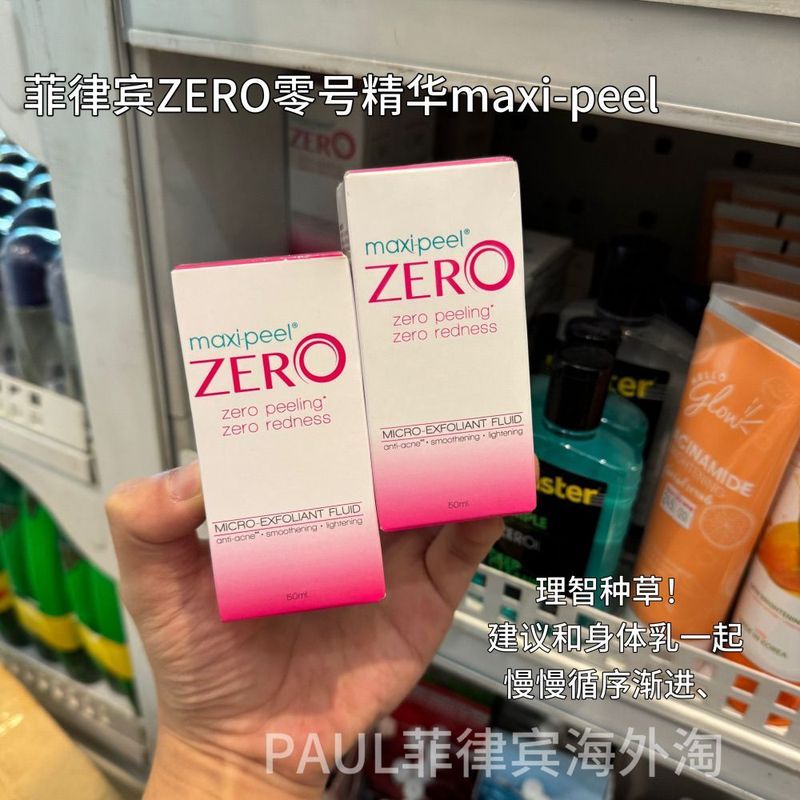 菲律宾ZERO零号精华maxi-peel
ZERO
maxi·peel®
ZERO
zero peeling*
zero redness
MICRO-EXFOLIANT FLUID
anti-acne** • smoothening • lightening
50ml
maxi·peel®
ZERO
zero peeling*
zero redness
MICRO-EXFOLIANT FLUID
anti-acne** • smoothening • lightening
50ml
HELLO
Glow
NIACINAMIDE
理智种草！
建议和身体乳一起
慢慢循序渐进、
PAUL菲律宾海外淘